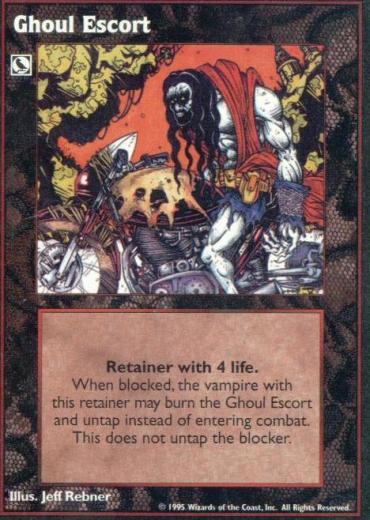 Ghoul Escort
Retainer with 4 life.
When blocked, the vampire with
this retainer may burn the Ghoul Escort
and untap instead of entering combat.
This does not untap the blocker.
Illus. Jeff Rebner
© 1995 Wizards of the Coast, Inc. All Rights Reserved.